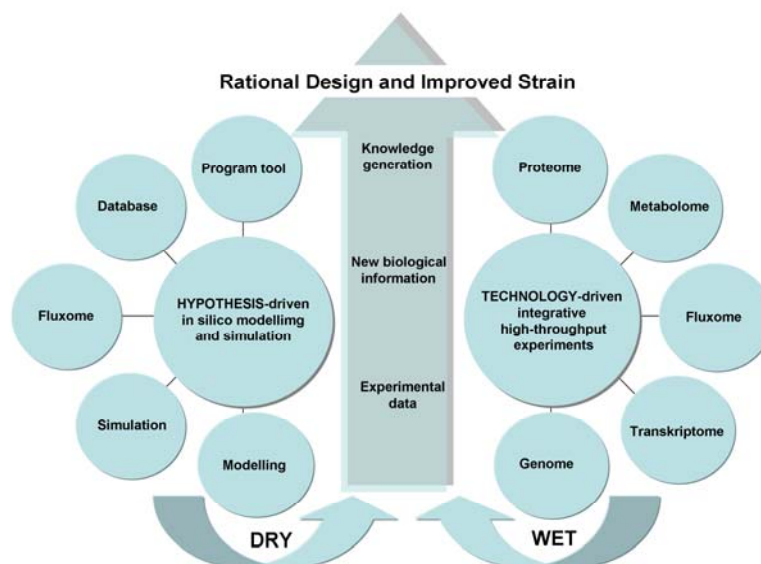 Rational Design and Improved Strain
Knowledge
generation
New biological
information
Experimental
data
Program tool
Database
Fluxome
Simulation
Modelling
HYPOTHESIS-driven
in silico modellimg
and simulation
Proteome
Metabolome
Fluxome
Transkriptome
Genome
TECHNOLOGY-driven
integrative
high-throughput
experiments
DRY
WET